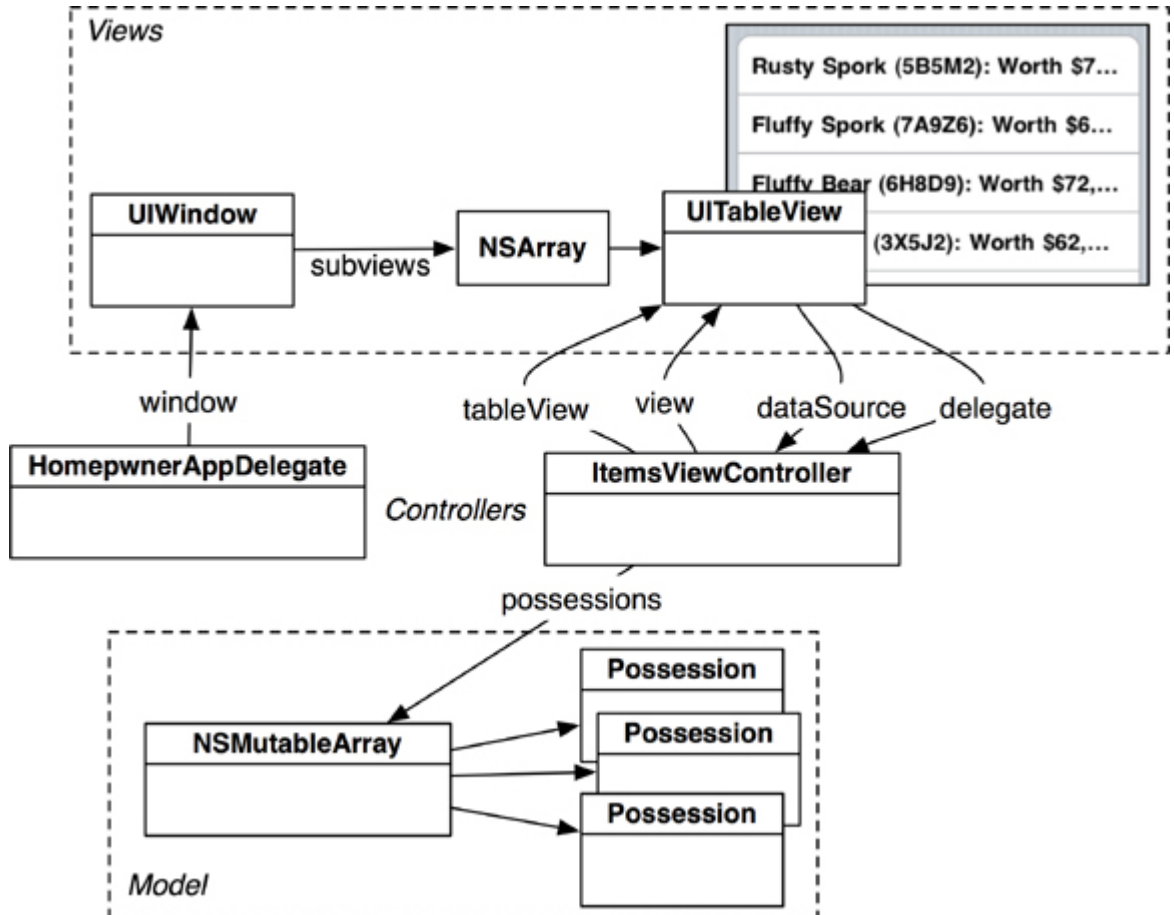 Views
Rusty Spork (5B5M2): Worth $7...
Fluffy Spork (7A9Z6): Worth $6...
Fluffy Bear (6H8D9): Worth $72,...
(3X5J2): Worth $62,...
UIWindow
subviews
NSArray
UITableView
window
tableView
view
dataSource
delegate
HomepwnerAppDelegate
Controllers
ItemsViewController
possessions
NSMutableArray
Possession
Possession
Possession
Model